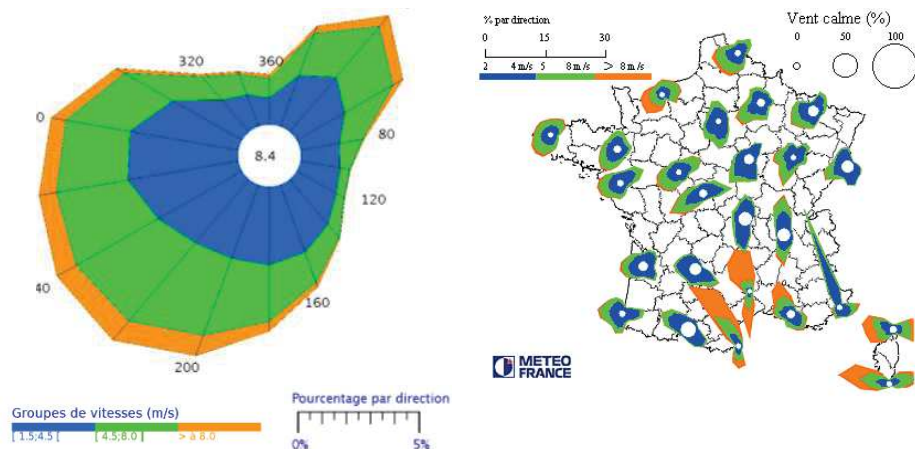 320
360
0
80
8.4
120
40
160
200
Groupes de vitesses (m/s)
[ 1.5;4.5 [
[ 4.5;8.0 ]
> à 8.0
Pourcentage par direction
0%
5%
% par direction
0
15
30
2
4 m/s
5
8 m/s
> 8 m/s
Vent calme (%)
0
50
100
METEO
FRANCE